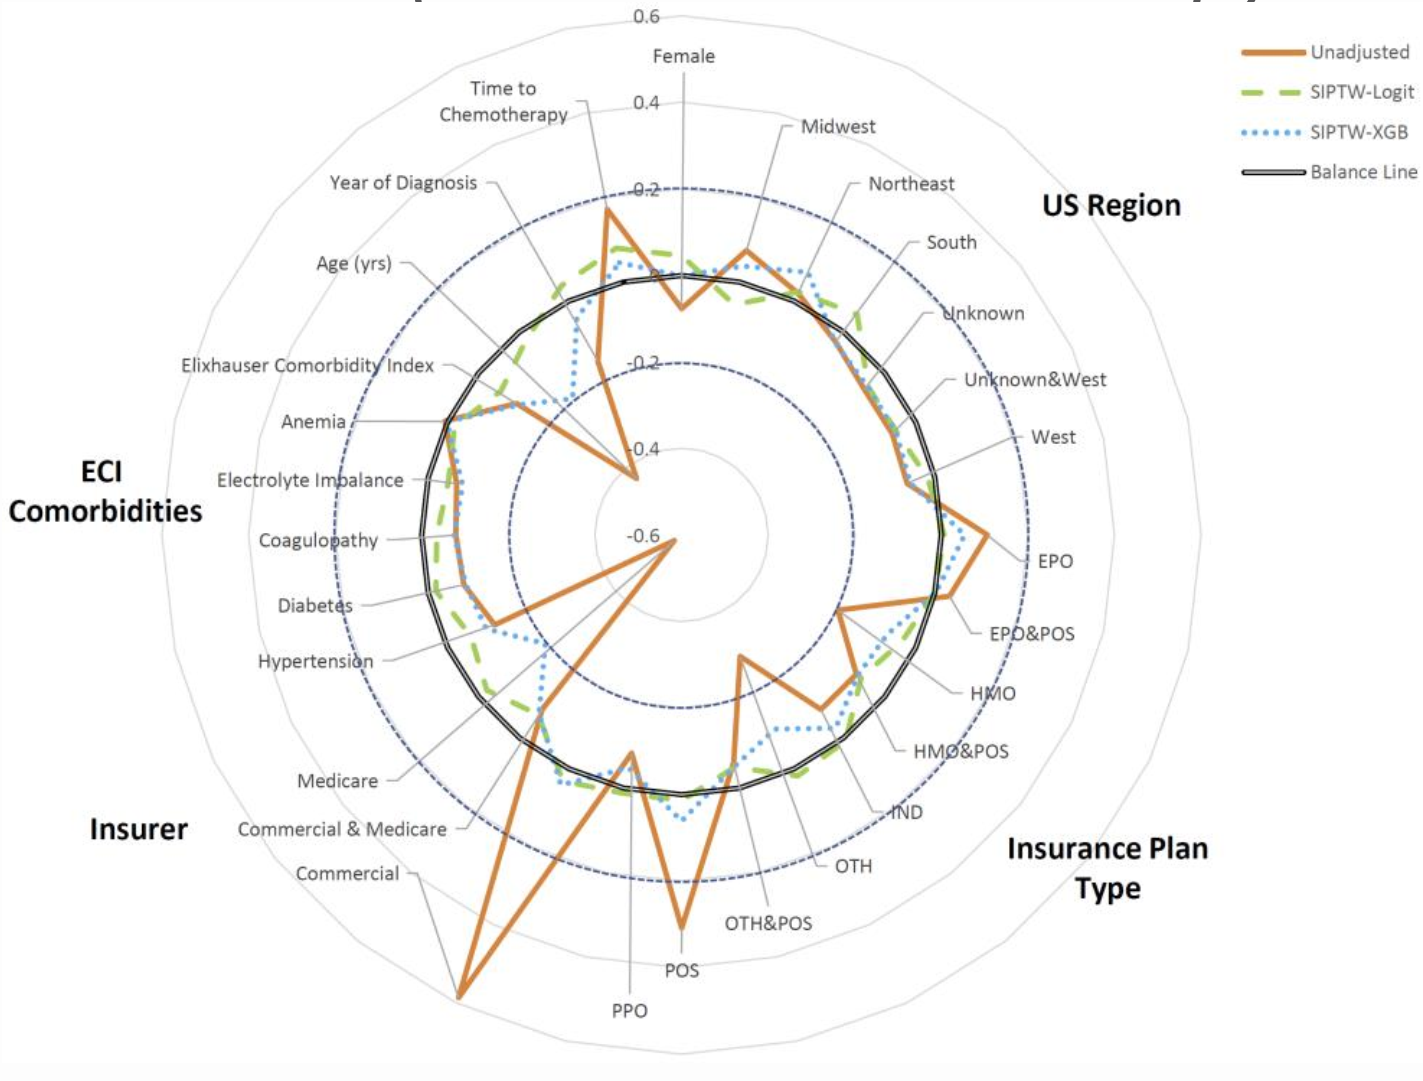 0.6
Female
Unadjusted
Time to
Chemotherapy
0.4
SIPTW-Logit
Midwest
SIPTW-XGB
Balance Line
Year of Diagnosis
0.2
Northeast
US Region
South
Age (yrs)
0
Unknown
Elixhauser Comorbidity Index
-0.2
Unknown&West
Anemia
West
-0.4
ECI
Comorbidities
Electrolyte Imbalance
Coagulopathy
-0.6
EPO
Diabetes
EPO&POS
Hypertension
HMO
HMO&POS
Medicare
IND
Insurer
Commercial & Medicare
Insurance Plan
Type
Commercial
OTH
OTH&POS
POS
PPO